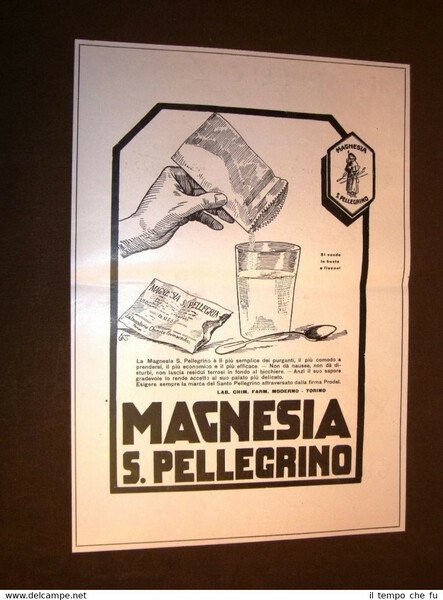 MAGNESIA
S. PELLEGRINO
Si vende
in buste
e flaconi
MAGNESIA S. PELLEGRINO
La Magnesia S. Pellegrino è il più semplice dei purganti, il più comodo a
prendersi, il più economico e il più efficace. - Non dà nausee, non dà di-
sturbi, non lascia residui terrosi in fondo al bicchiere. - Anzi il suo sapore
gradevole lo rende accetto al suo palato più delicato.
Esigere sempre la marca del Santo Pellegrino attraversato dalla firma Prodel.
LAB. CHIM. FARM. MODERNO - TORINO
MAGNESIA
S. PELLEGRINO
www.delcampe.net
il tempo che fu